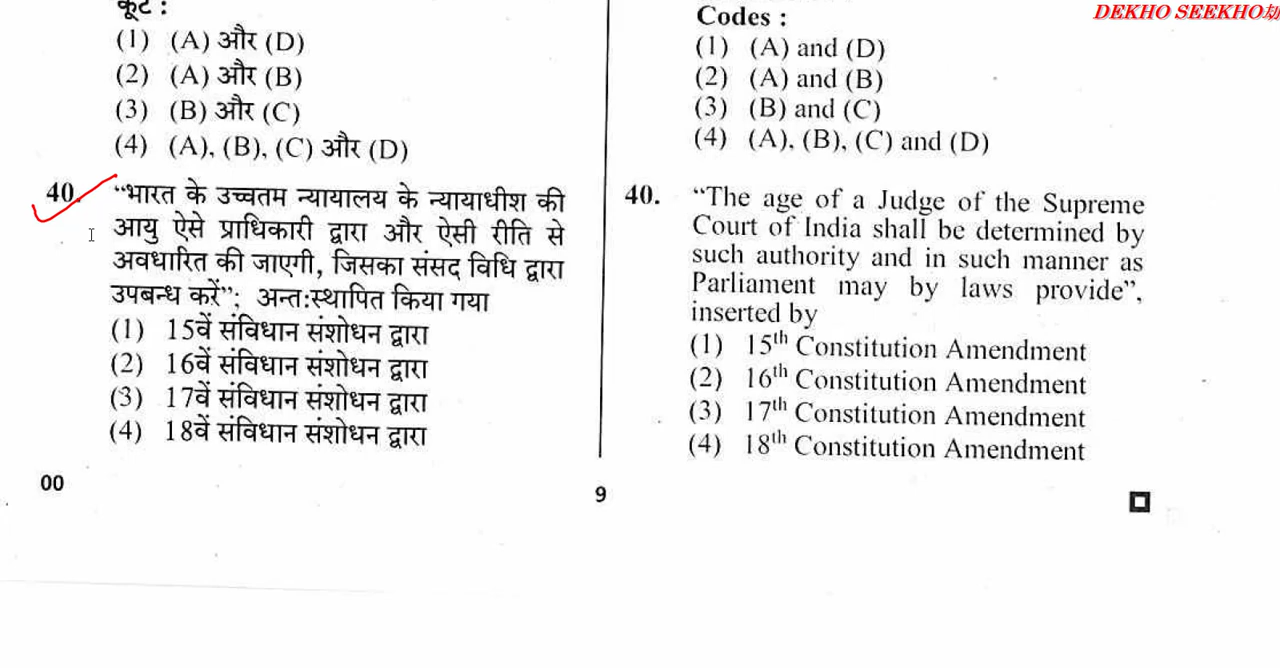 DEKHO SEEKHO
कूट :
(1) (A) और (D)
(2) (A) और (B)
(3) (B) और (C)
(4) (A), (B), (C) और (D)
40. “भारत के उच्चतम न्यायालय के न्यायाधीश की
आयु ऐसे प्राधिकारी द्वारा और ऐसी रीति से
अवधारित की जाएगी, जिसका संसद विधि द्वारा
उपबन्ध करें”; अन्त:स्थापित किया गया
(1) 15वें संविधान संशोधन द्वारा
(2) 16वें संविधान संशोधन द्वारा
(3) 17वें संविधान संशोधन द्वारा
(4) 18वें संविधान संशोधन द्वारा
Codes :
(1) (A) and (D)
(2) (A) and (B)
(3) (B) and (C)
(4) (A), (B), (C) and (D)
40. “The age of a Judge of the Supreme
Court of India shall be determined by
such authority and in such manner as
Parliament may by laws provide”,
inserted by
(1) 15th Constitution Amendment
(2) 16th Constitution Amendment
(3) 17th Constitution Amendment
(4) 18th Constitution Amendment
00
9